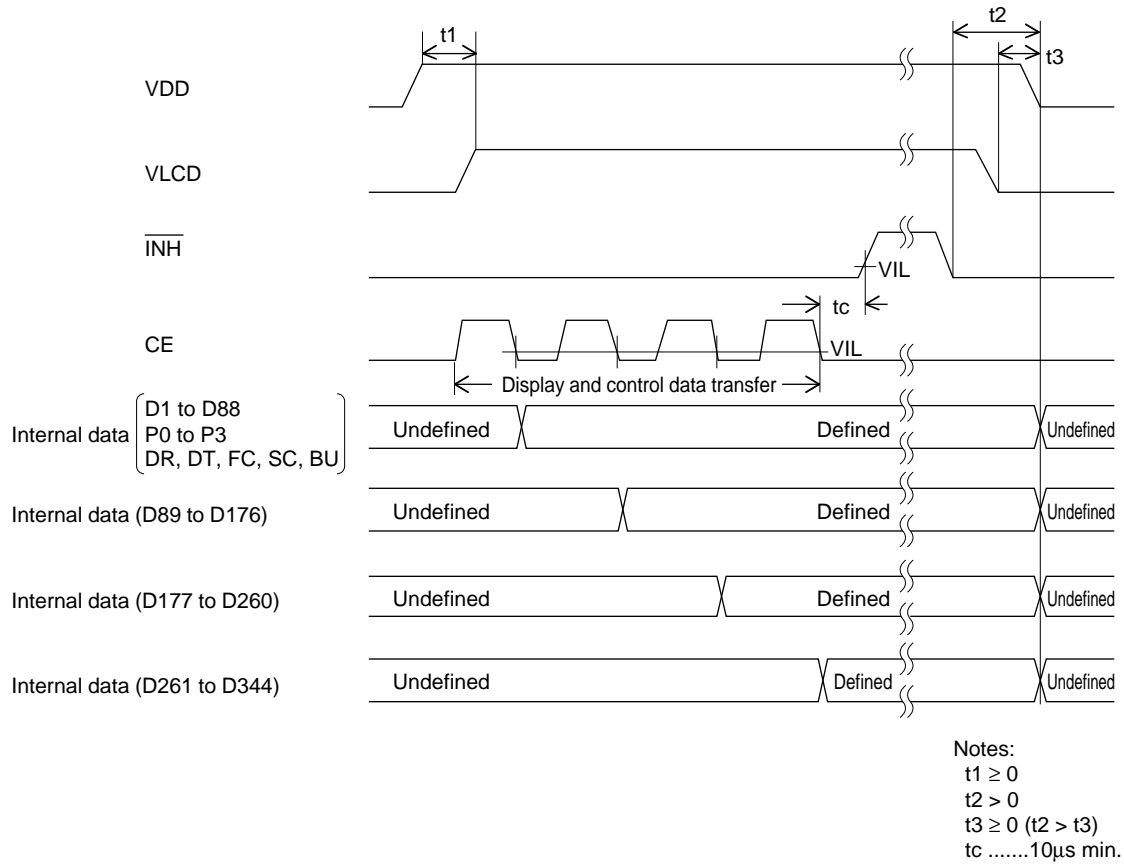 t1
t2
t3
VDD
VLCD
INH
VIL
tc
CE
VIL
Display and control data transfer
Internal data
D1 to D88
P0 to P3
DR, DT, FC, SC, BU
Undefined
Defined
Undefined
Internal data (D89 to D176)
Undefined
Defined
Undefined
Internal data (D177 to D260)
Undefined
Defined
Undefined
Internal data (D261 to D344)
Undefined
Defined
Undefined
Notes:
t1 ≥ 0
t2 > 0
t3 ≥ 0 (t2 > t3)
tc .......10μs min.